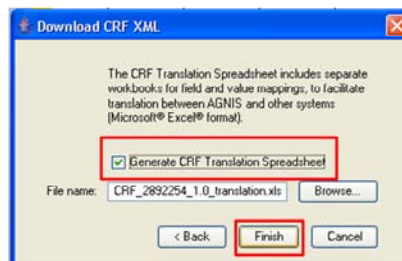 Download CRF XML
The CRF Translation Spreadsheet includes separate
workbooks for field and value mappings, to facilitate
translation between AGNIS and other systems
(Microsoft® Excel® format).
Generate CRF Translation Spreadsheet
File name: CRF_2892254_1.0_translation.xls Browse...
< Back Finish Cancel